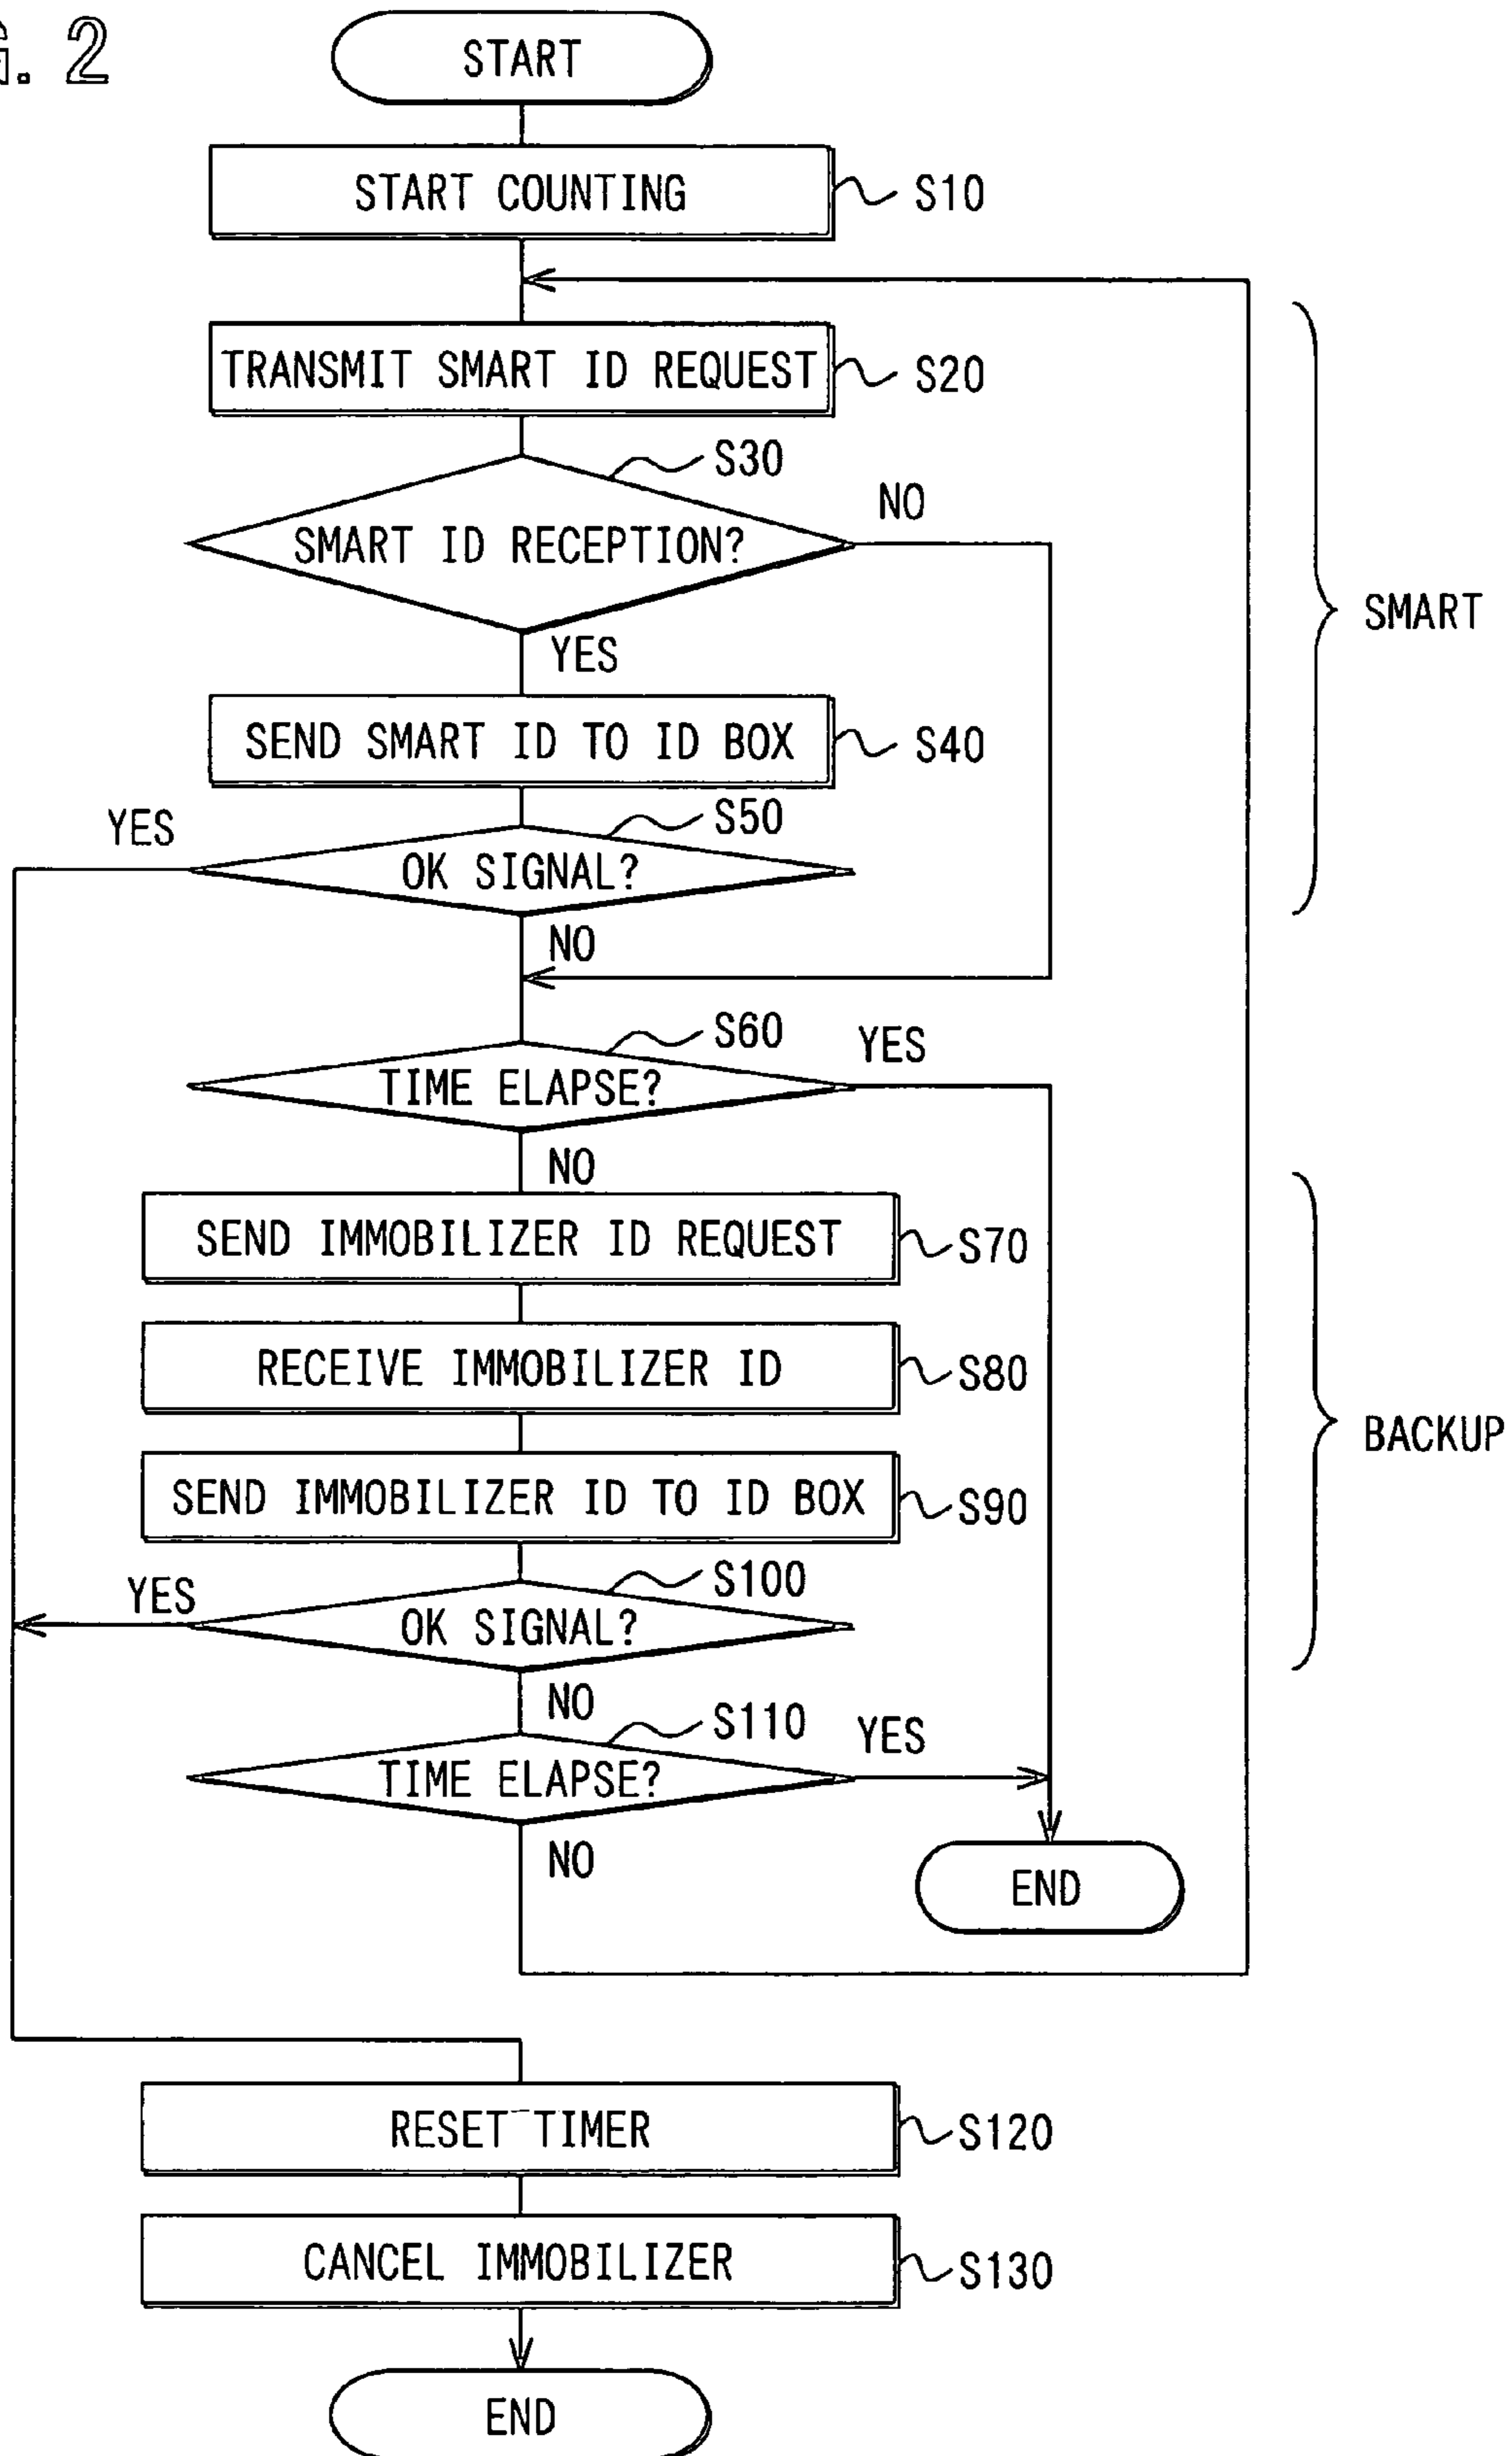 G. 2
START
START COUNTING
S10
TRANSMIT SMART ID REQUEST
S20
S30
NO
SMART ID RECEPTION?
SMART
YES
SEND SMART ID TO ID BOX
S40
S50
YES
OK SIGNAL?
NO
S60
YES
TIME ELAPSE?
NO
SEND IMMOBILIZER ID REQUEST
S70
RECEIVE IMMOBILIZER ID
S80
BACKUP
SEND IMMOBILIZER ID TO ID BOX
S90
S100
YES
OK SIGNAL?
NO
S110
YES
TIME ELAPSE?
NO
END
RESET TIMER
S120
CANCEL IMMOBILIZER
S130
END